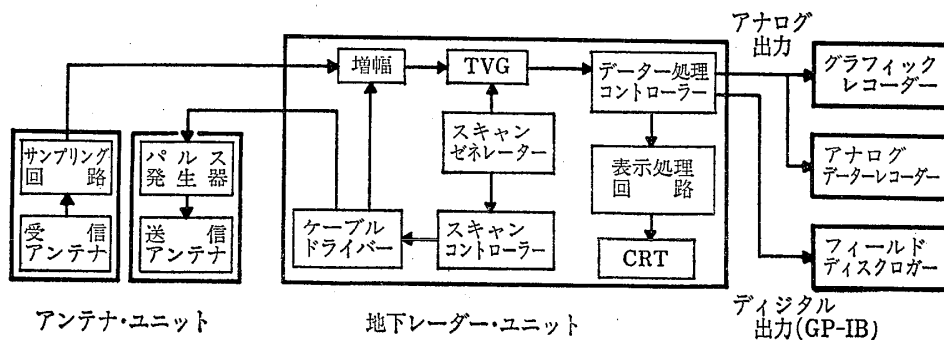 アナログ
出力
増幅
TVG
データー処理
コントローラー
グラフィック
レコーダー
サンプリング
回路
パルス
発生器
スキャン
ゼネレーター
表示処理
回路
アナログ
データーレコーダー
受信
アンテナ
送信
アンテナ
ケーブル
ドライバー
スキャン
コントローラー
CRT
フィールド
ディスクロガー
アンテナ・ユニット
地下レーダー・ユニット
ディジタル
出力(GP-IB)